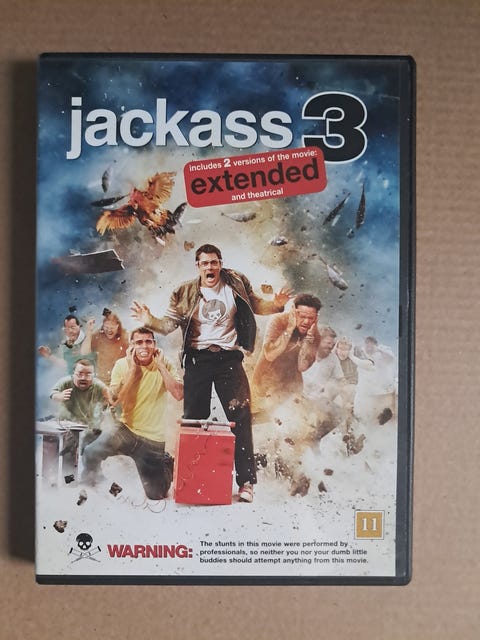 jackass 3
includes 2 versions of the movie:
extended
and theatrical
11
WARNING:
The stunts in this movie were performed by
professionals, so neither you nor your dumb little
buddies should attempt anything from this movie.